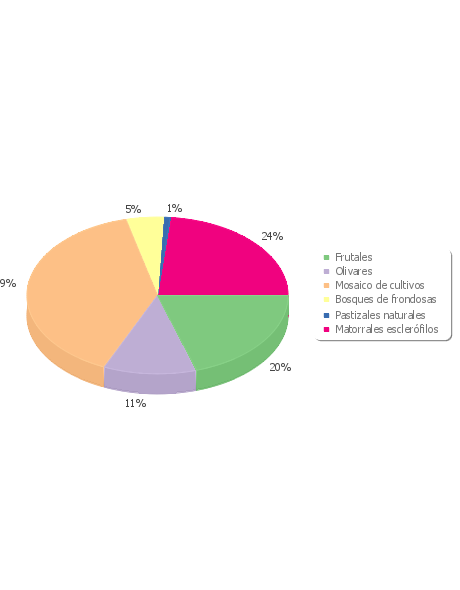 5%
1%
24%
9%
20%
11%
Frutales
Olivares
Mosaico de cultivos
Bosques de frondosas
Pastizales naturales
Matorrales esclerófilos